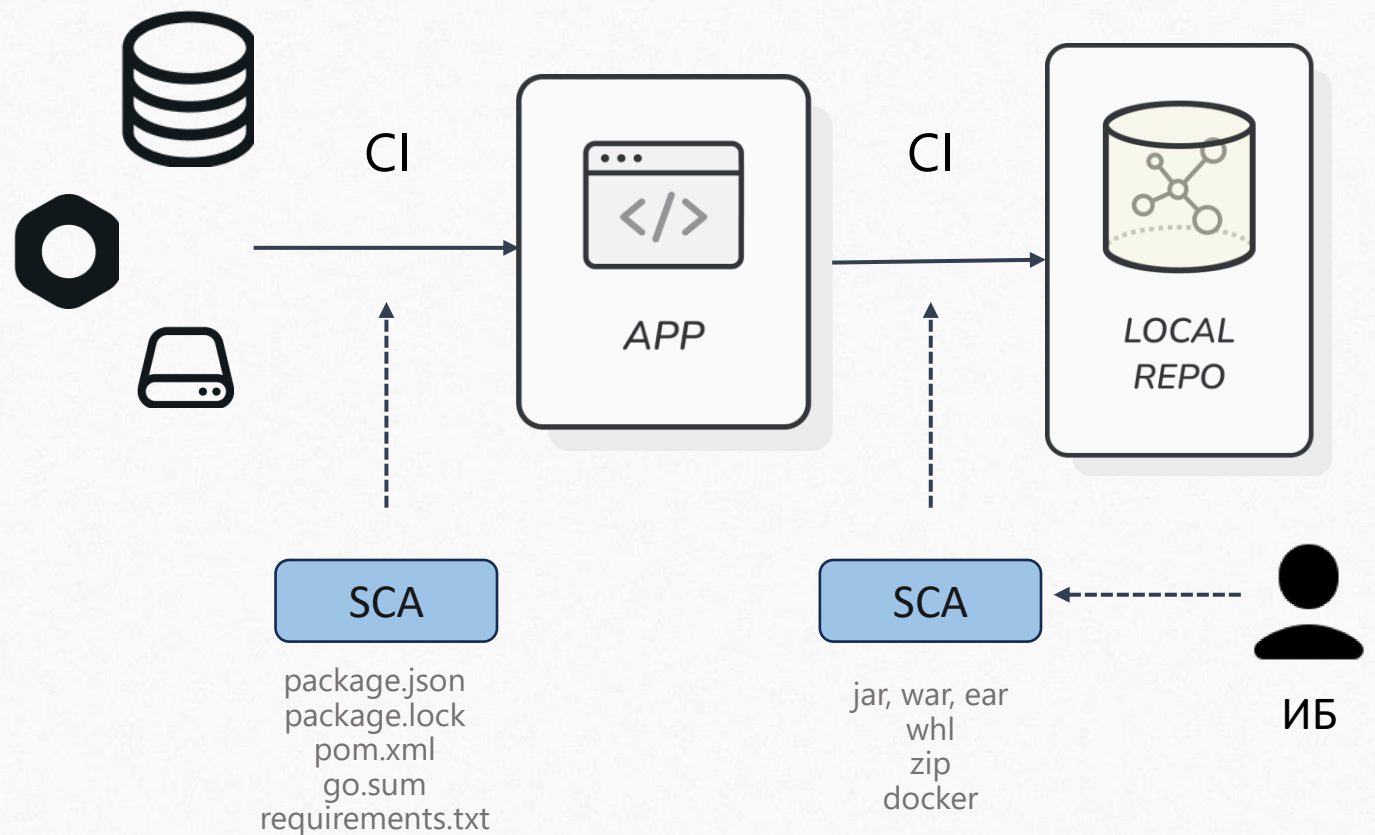 CI
CI
</>
APP
LOCAL
REPO
SCA
package.json
package.lock
pom.xml
go.sum
requirements.txt
SCA
jar, war, ear
whl
zip
docker
ИБ